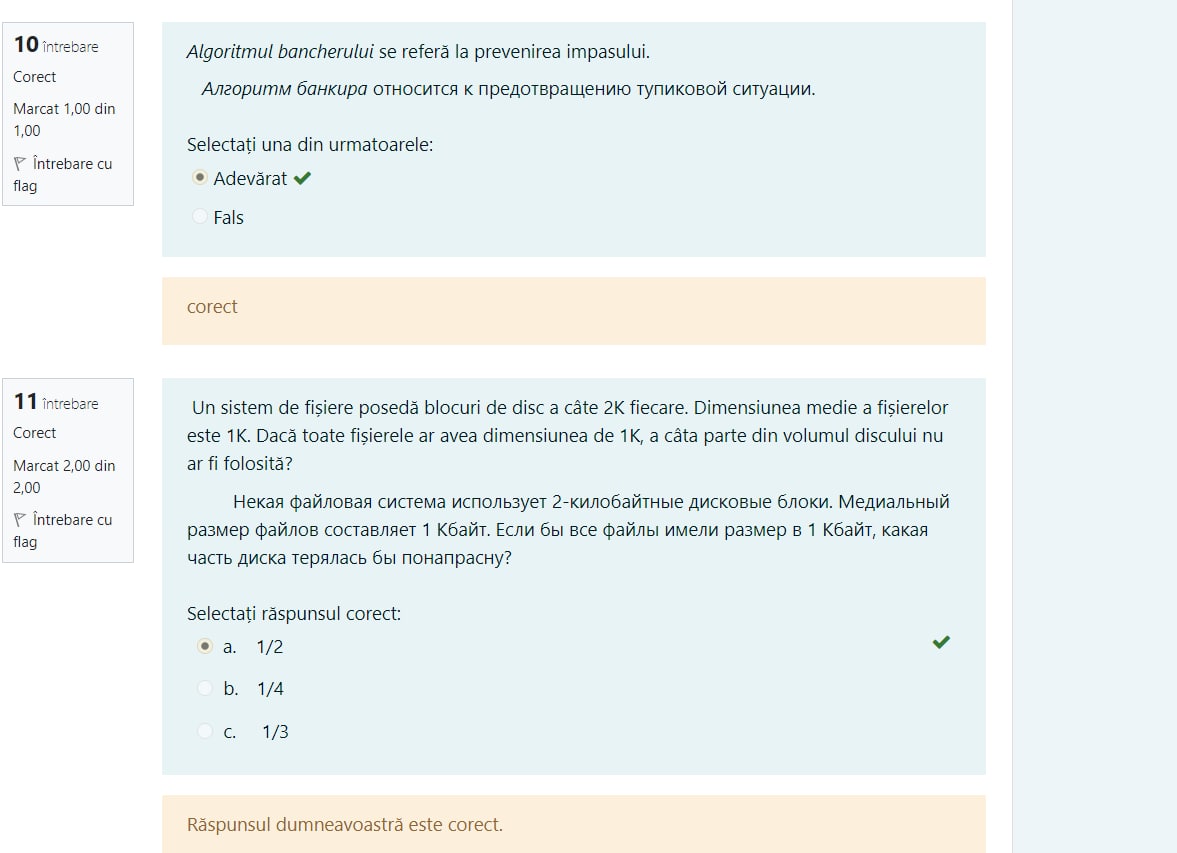 10 întrebare
Corect
Marcat 1,00 din
1,00
Întrebare cu
flag
Algoritmul bancherului se referă la prevenirea impasului.
Алгоритм банкира относится к предотвращению тупиковой ситуации.
Selectați una din urmatoarele:
Adevărat
Fals
corect
11 întrebare
Corect
Marcat 2,00 din
2,00
Întrebare cu
flag
Un sistem de fișiere posedă blocuri de disc a câte 2K fiecare. Dimensiunea medie a fișierelor
este 1K. Dacă toate fișierele ar avea dimensiunea de 1K, a câta parte din volumul discului nu
ar fi folosită?
Некая файловая система использует 2-килобайтные дисковые блоки. Медиальный
размер файлов составляет 1 Кбайт. Если бы все файлы имели размер в 1 Кбайт, какая
часть диска терялась бы понапрасну?
Selectați răspunsul corect:
a. 1/2
b. 1/4
c. 1/3
Răspunsul dumneavoastră este corect.